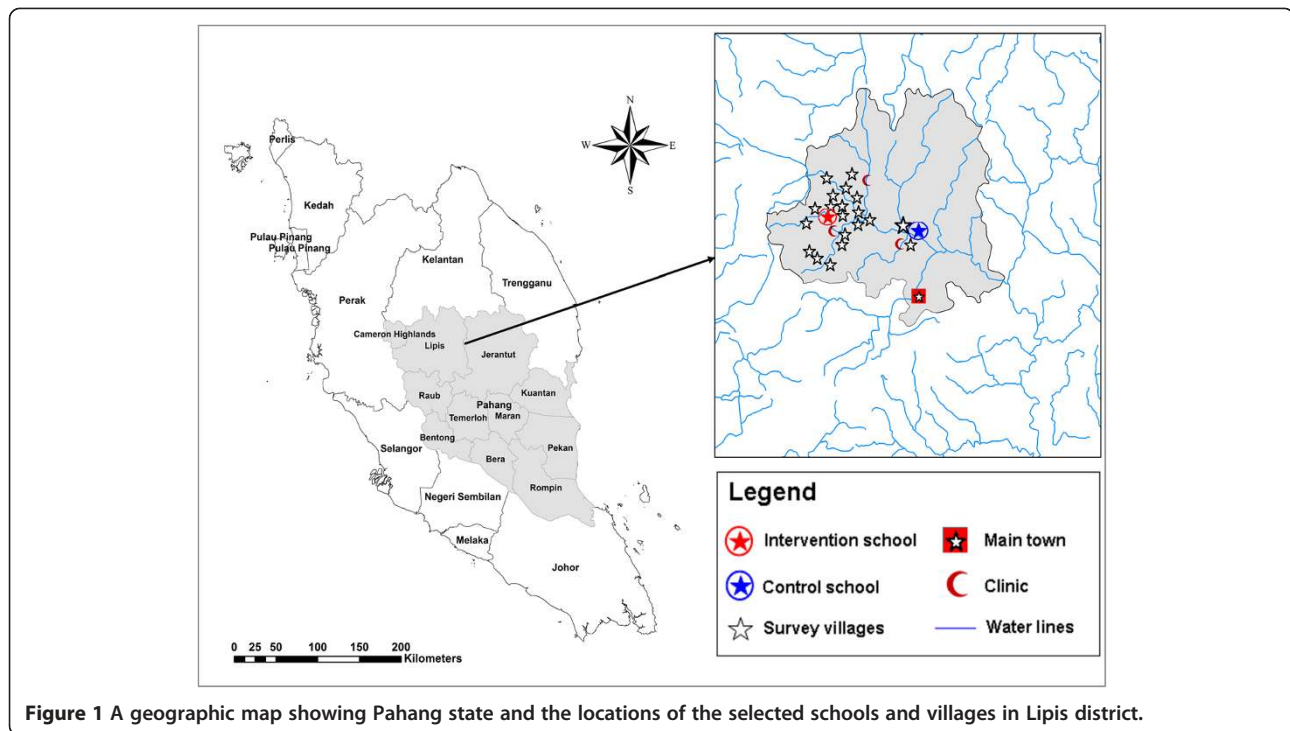 N
W E
S
Perlis
Kedah
Pulau Pinang
Pulau Pinang
Kelantan
Trengganu
Perak
Cameron Highlands
Lipis
Jerantut
Raub
Kuantan
Pahang
Temerloh
Maran
Bentong
Pekan
Selangor
Bera
Rompin
Negeri Sembilan
Melaka
Johor
0 25 50 100 150 200
Kilometers
Legend
Intervention school
Main town
Control school
Clinic
Survey villages
Water lines
Figure 1 A geographic map showing Pahang state and the locations of the selected schools and villages in Lipis district.